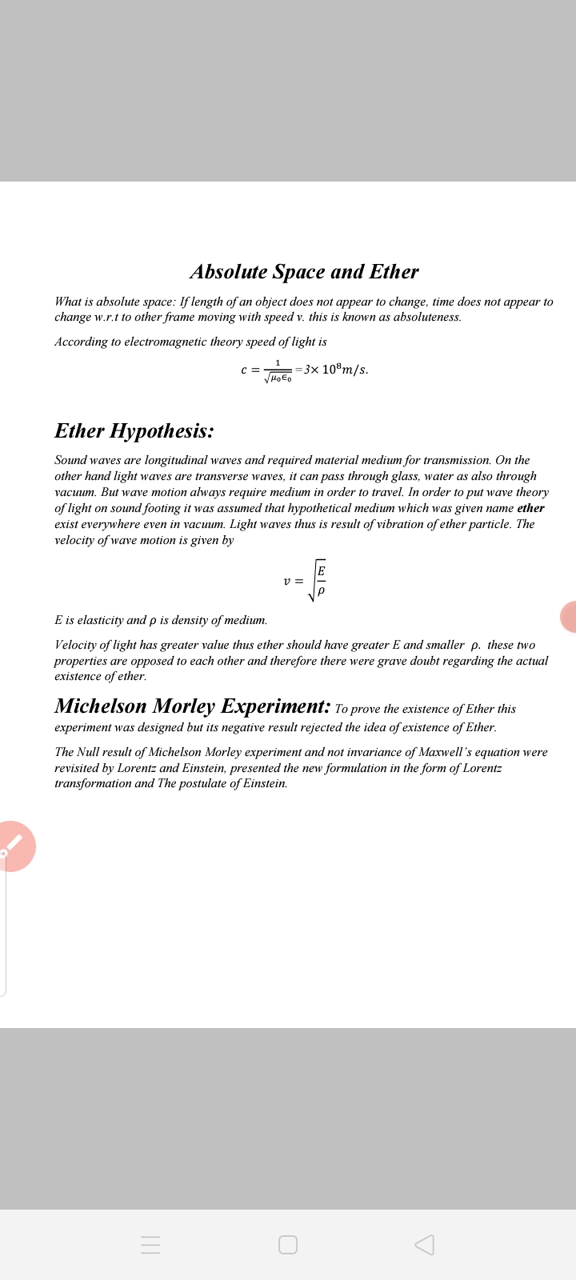 Absolute Space and Ether
What is absolute space: If length of an object does not appear to change, time does not appear to
change w.r.t to other frame moving with speed v. this is known as absoluteness.
According to electromagnetic theory speed of light is
c = 1/√μ₀∈₀ =3× 10⁸m/s.
Ether Hypothesis:
Sound waves are longitudinal waves and required material medium for transmission. On the
other hand light waves are transverse waves, it can pass through glass, water as also through
vacuum. But wave motion always require medium in order to travel. In order to put wave theory
of light on sound footing it was assumed that hypothetical medium which was given name ether
exist everywhere even in vacuum. Light waves thus is result of vibration of ether particle. The
velocity of wave motion is given by
v = √E/ρ
E is elasticity and ρ is density of medium.
Velocity of light has greater value thus ether should have greater E and smaller ρ. these two
properties are opposed to each other and therefore there were grave doubt regarding the actual
existence of ether.
Michelson Morley Experiment: To prove the existence of Ether this
experiment was designed but its negative result rejected the idea of existence of Ether.
The Null result of Michelson Morley experiment and not invariance of Maxwell's equation were
revisited by Lorentz and Einstein, presented the new formulation in the form of Lorentz
transformation and The postulate of Einstein.